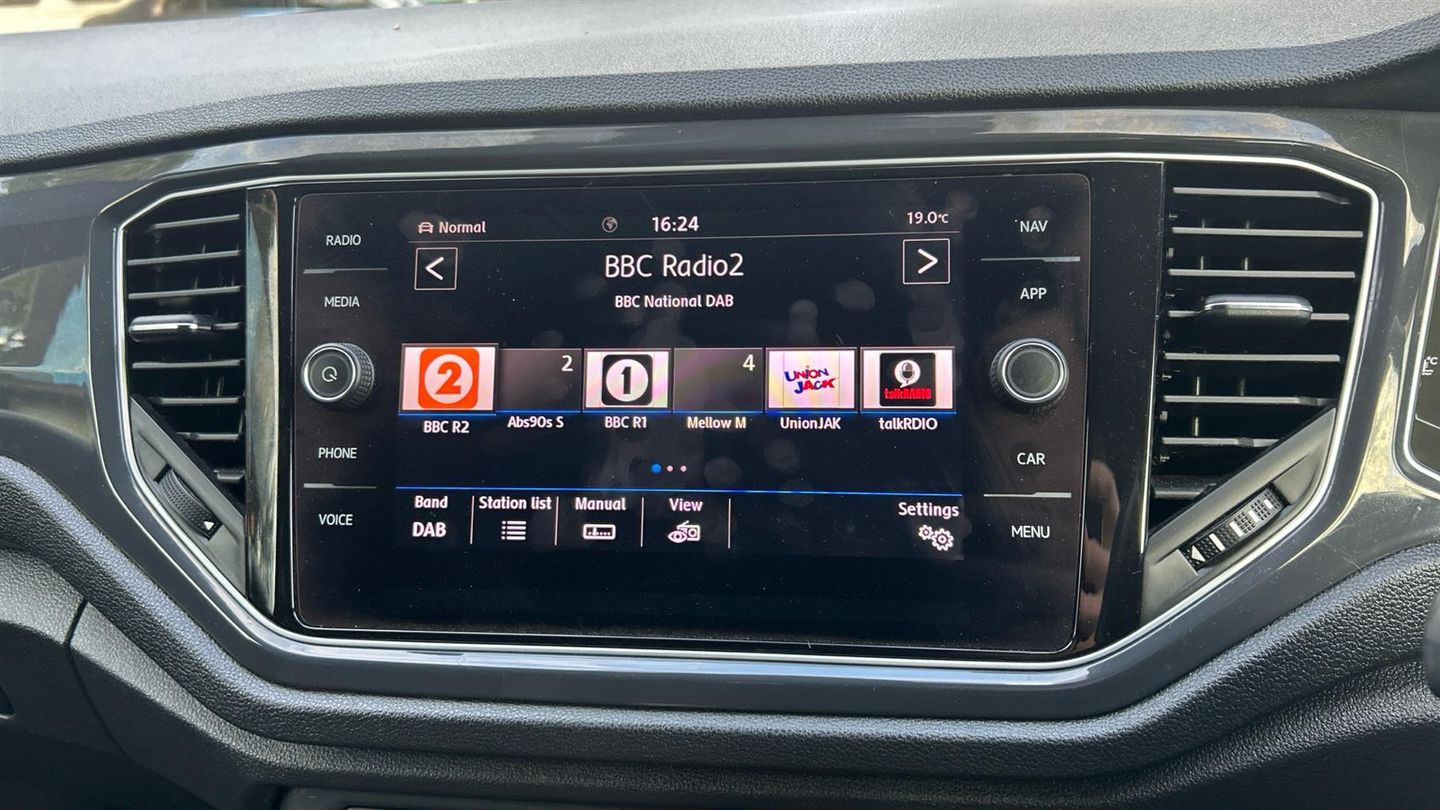 Normal 16:24 19.0°C
BBC Radio2
BBC National DAB
RADIO
MEDIA
PHONE
VOICE
NAV
APP
CAR
MENU
2 2 1 4 UNION JACK talkRADIO
BBC R2 Abs90s S BBC R1 Mellow M UnionJAK talkRDIO
Band Station list Manual View Settings
DAB
°C